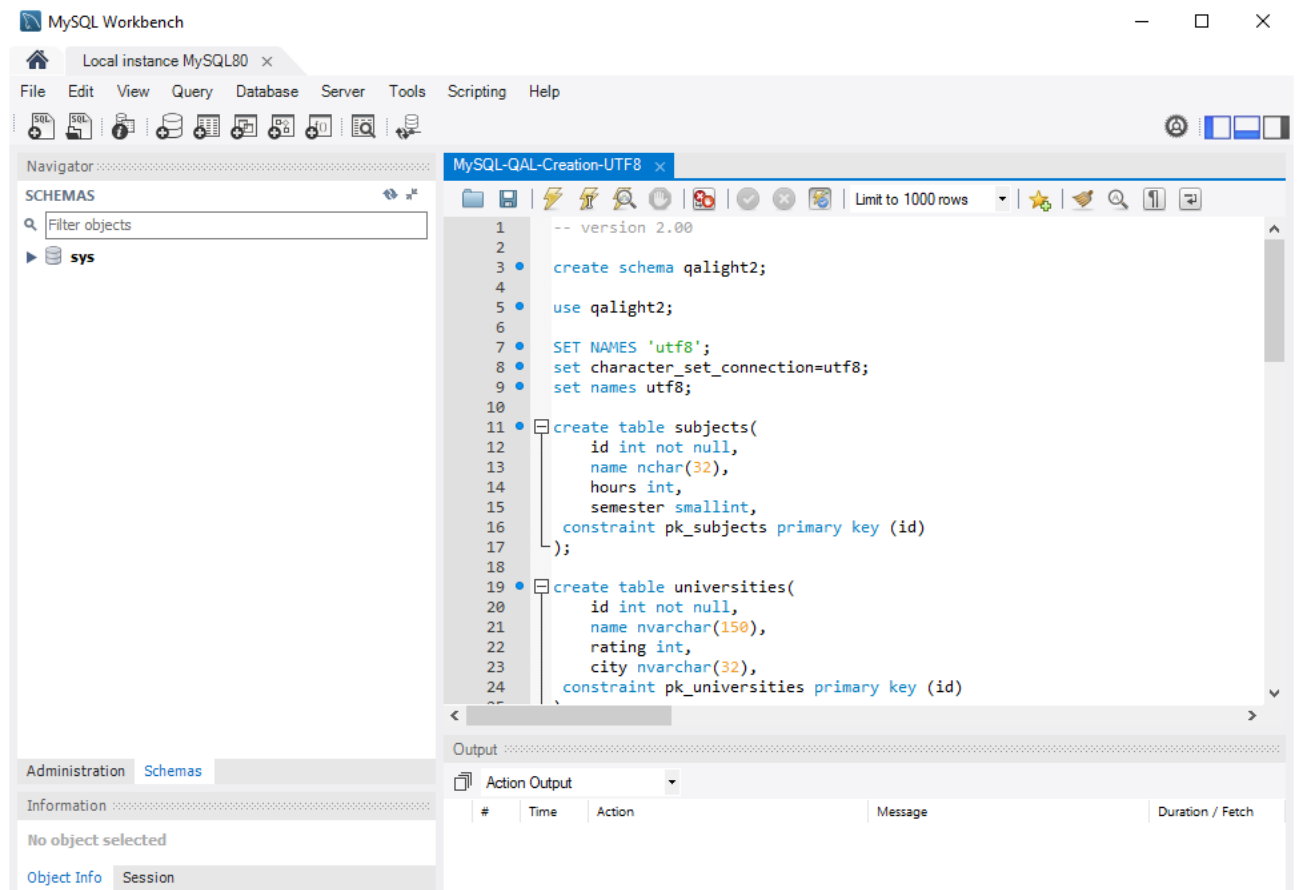 MySQL Workbench
Local instance MySQL80
File Edit View Query Database Server Tools Scripting Help
Navigator
SCHEMAS
Filter objects
sys
Administration Schemas
Information
No object selected
Object Info Session
MySQL-QAL-Creation-UTF8
Limit to 1000 rows
1 -- version 2.00
2
3 create schema qalight2;
4
5 use qalight2;
6
7 SET NAMES 'utf8';
8 set character_set_connection=utf8;
9 set names utf8;
10
11 create table subjects(
12 id int not null,
13 name nchar(32),
14 hours int,
15 semester smallint,
16 constraint pk_subjects primary key (id)
17 );
18
19 create table universities(
20 id int not null,
21 name nvarchar(150),
22 rating int,
23 city nvarchar(32),
24 constraint pk_universities primary key (id)
Output
Action Output
# Time Action Message Duration / Fetch